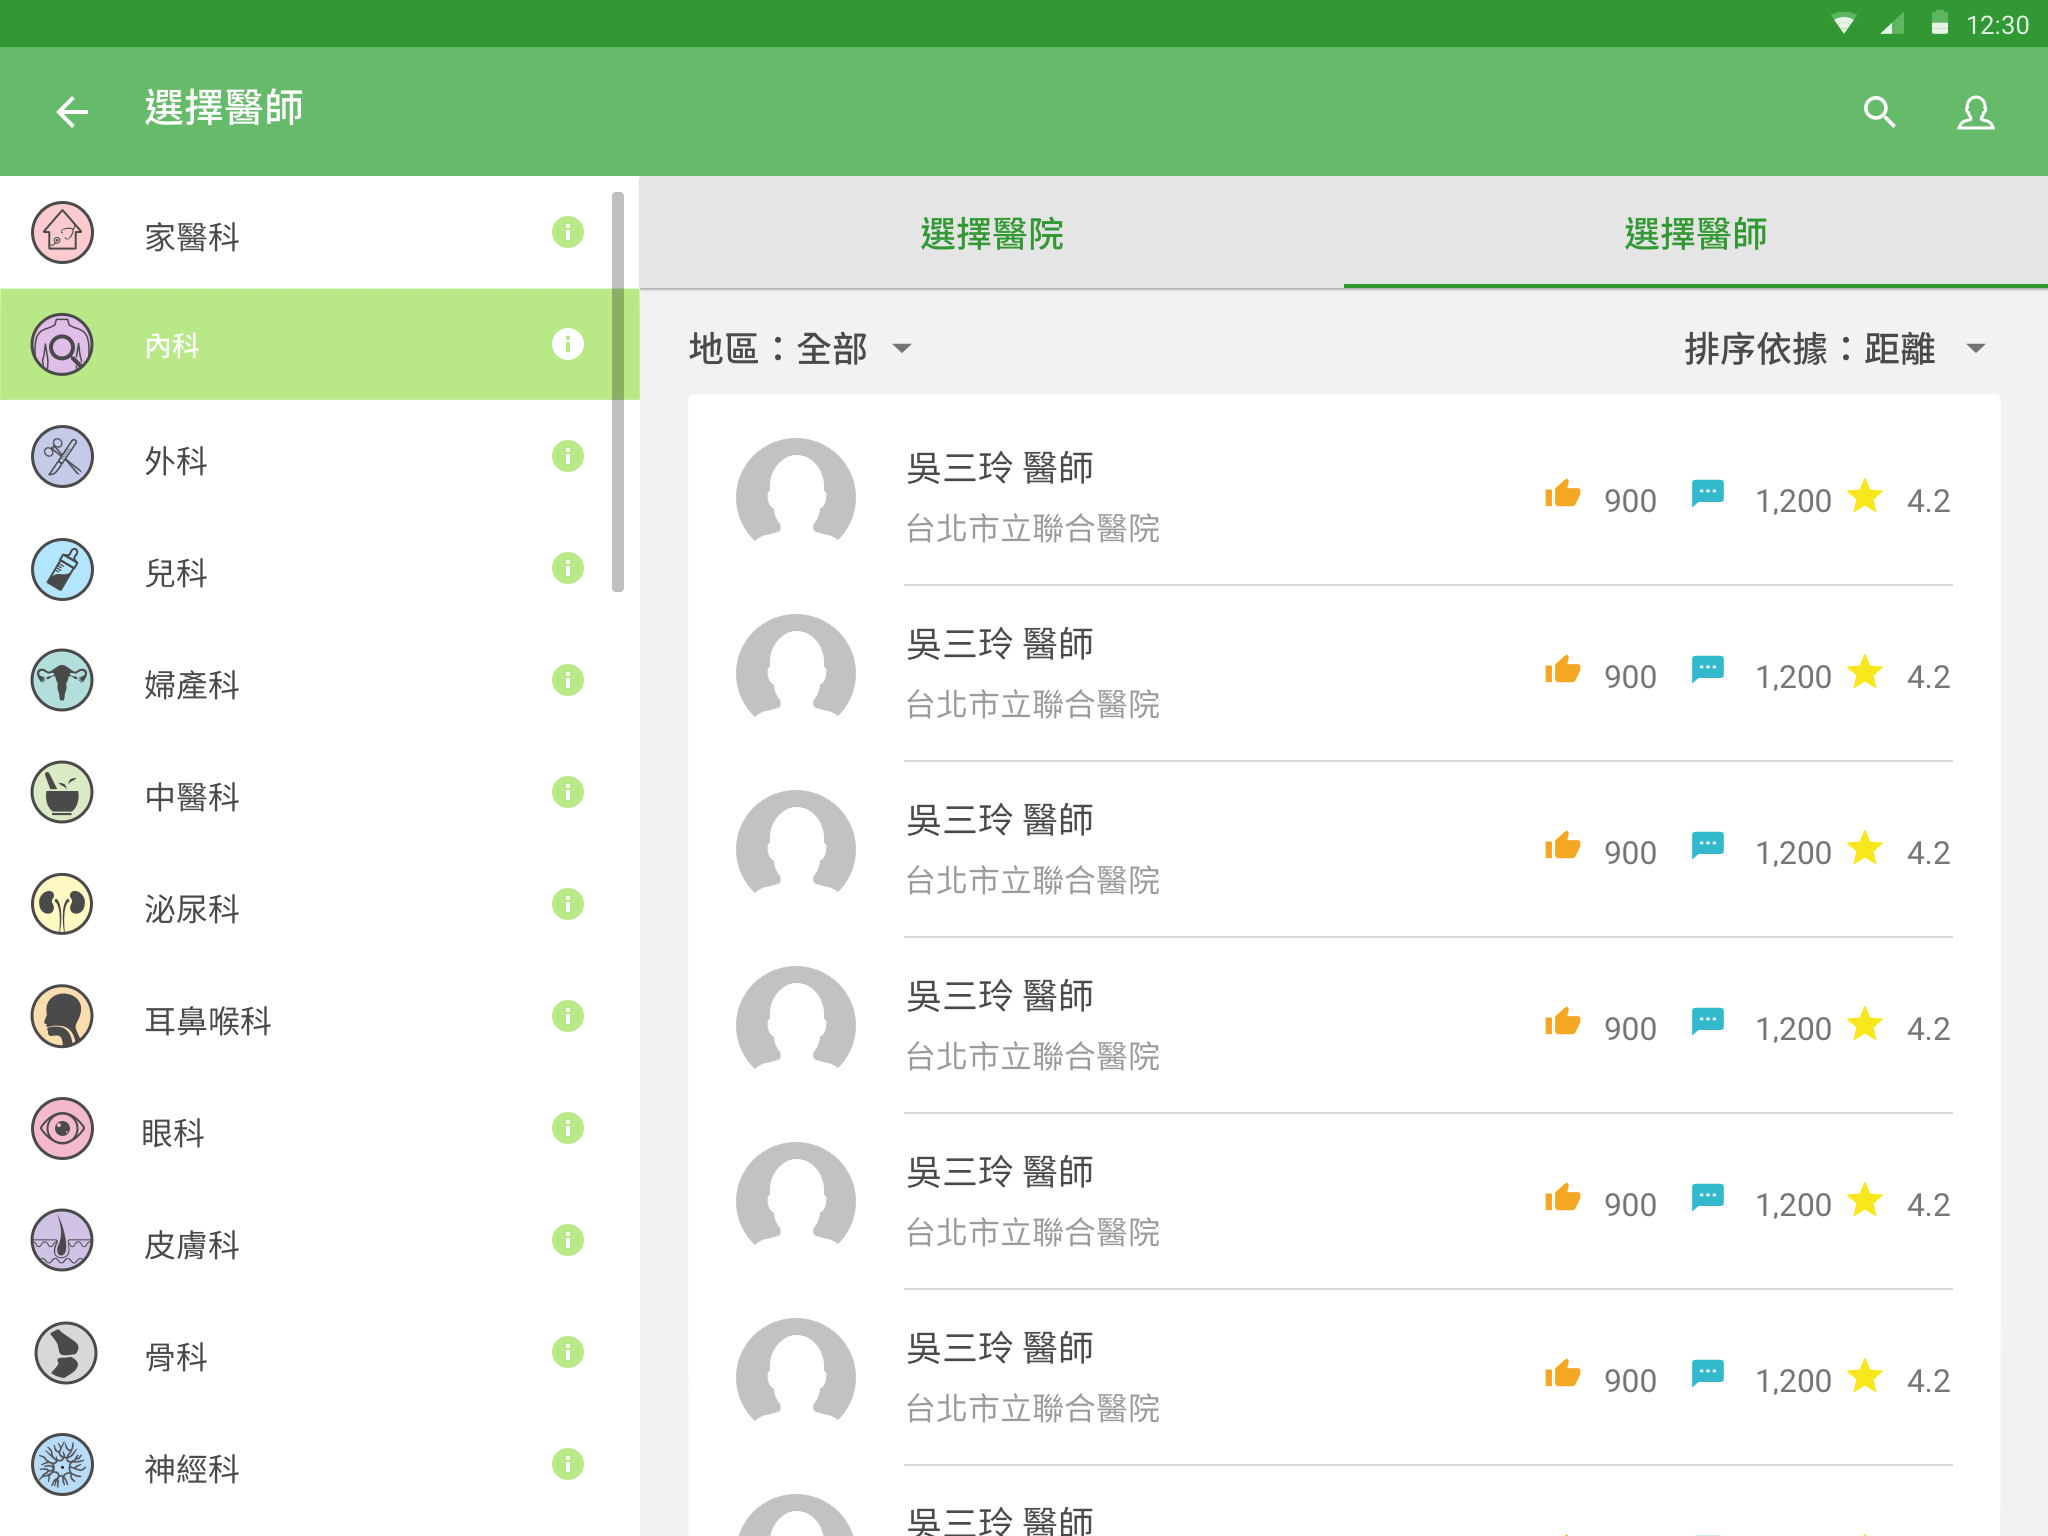 12:30
選擇醫師
家醫科
內科
外科
兒科
婦產科
中醫科
泌尿科
耳鼻喉科
眼科
皮膚科
骨科
神經科
選擇醫院 選擇醫師
地區：全部 排序依據：距離
吳三玲 醫師
台北市立聯合醫院
900 1,200 4.2
吳三玲 醫師
台北市立聯合醫院
900 1,200 4.2
吳三玲 醫師
台北市立聯合醫院
900 1,200 4.2
吳三玲 醫師
台北市立聯合醫院
900 1,200 4.2
吳三玲 醫師
台北市立聯合醫院
900 1,200 4.2
吳三玲 醫師
台北市立聯合醫院
900 1,200 4.2
吳三玲 醫師